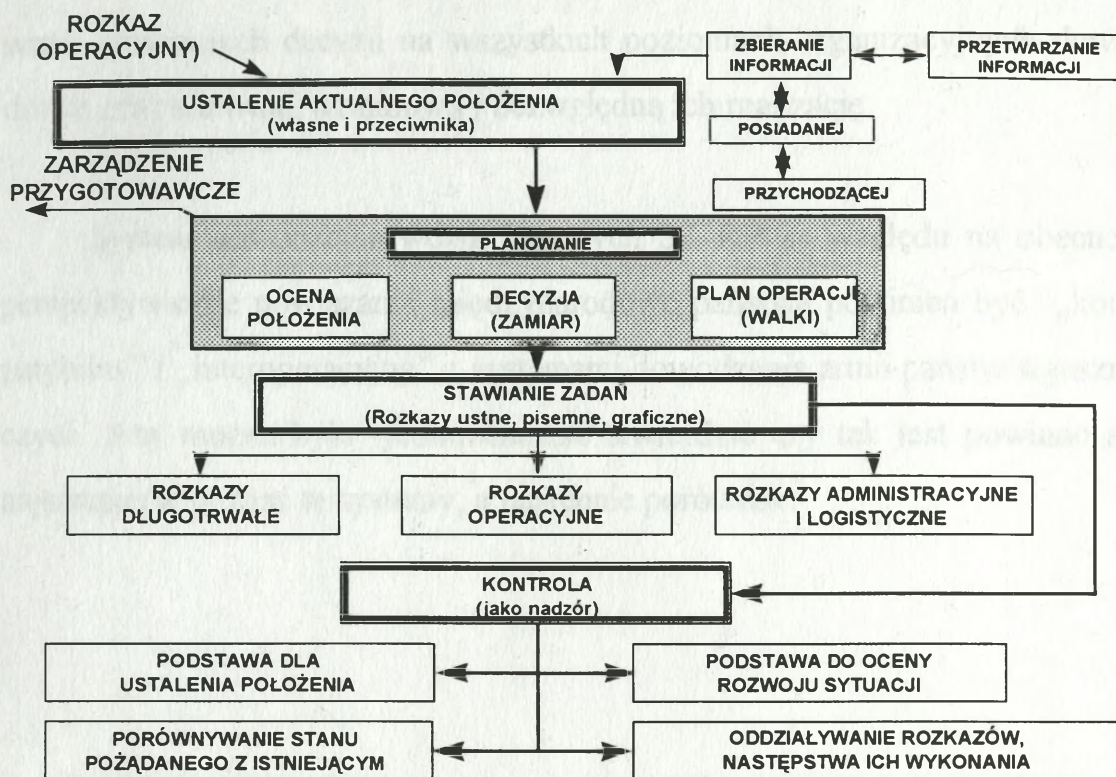 ROZKAZ
OPERACYJNY)
ZBIERANIE
INFORMACJI
PRZETWARZANIE
INFORMACJI
USTALENIE AKTUALNEGO POŁOŻENIA
(własne i przeciwnika)
POSIADANEJ
ZARZĄDZENIE
PRZYGOTOWAWCZE
PRZYCHODZĄCEJ
PLANOWANIE
OCENA
POŁOŻENIA
DECYZJA
(ZAMIAR)
PLAN OPERACJI
(WALKI)
STAWIANIE ZADAŃ
(Rozkazy ustne, pisemne, graficzne)
ROZKAZY
DŁUGOTRWAŁE
ROZKAZY
OPERACYJNE
ROZKAZY ADMINISTRACYJNE
I LOGISTYCZNE
KONTROLA
(jako nadzór)
PODSTAWA DLA
USTALENIA POŁOŻENIA
PODSTAWA DO OCENY
ROZWOJU SYTUACJI
PORÓWNYWANIE STANU
POŻĄDANEGO Z ISTNIEJĄCYM
ODDZIAŁYWANIE ROZKAZÓW,
NASTĘPSTWA ICH WYKONANIA